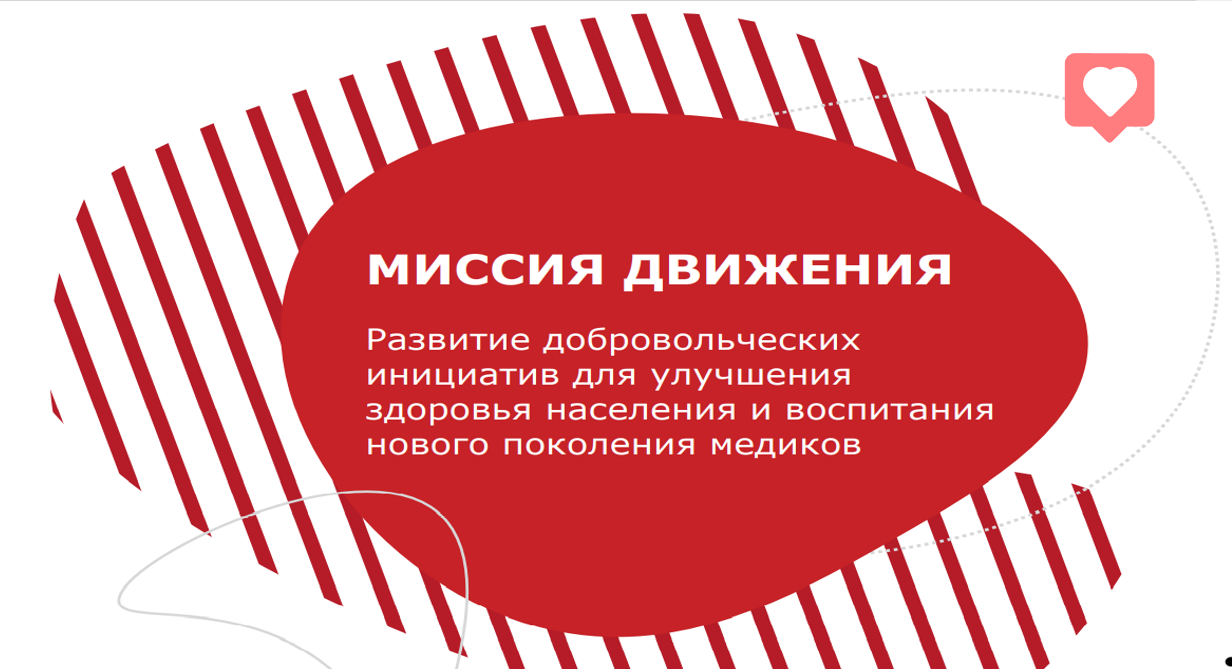 МИССИЯ ДВИЖЕНИЯ
Развитие добровольческих
инициатив для улучшения
здоровья населения и воспитания
нового поколения медиков